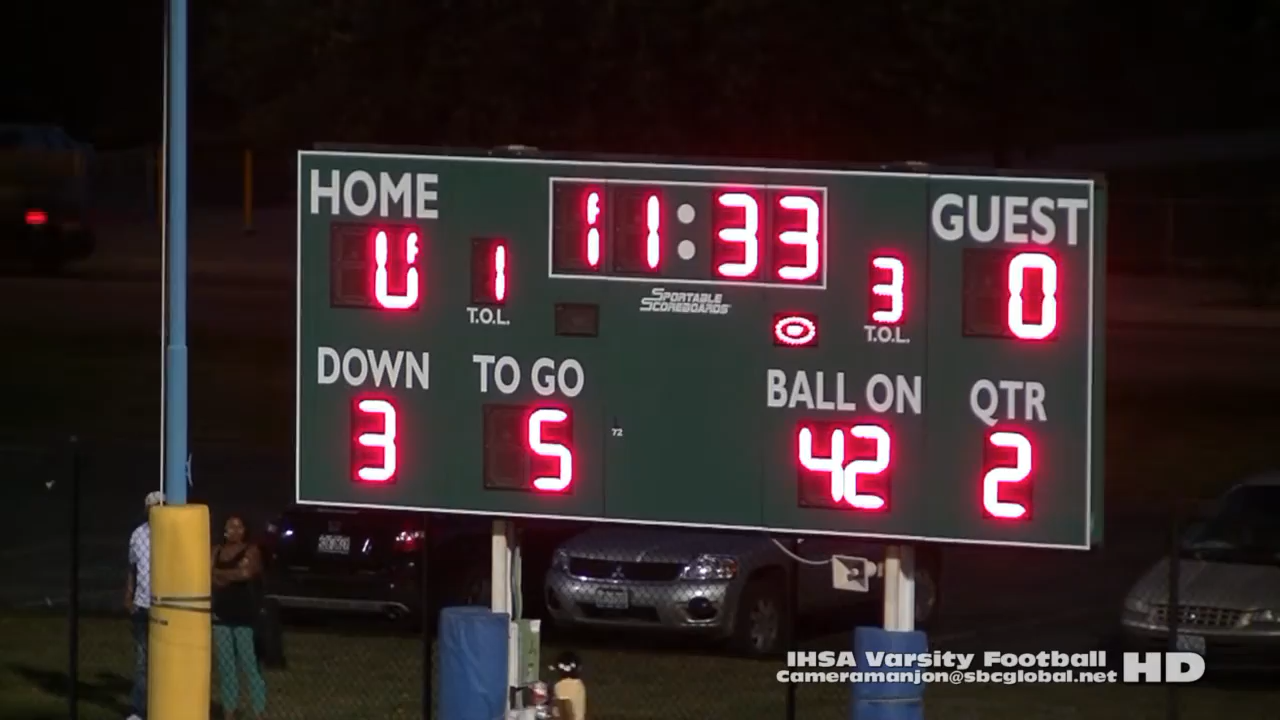 HOME
11:33
GUEST
1
3
0
T.O.L.
SPORTABLE
SCOREBOARDS
T.O.L.
DOWN
TO GO
BALL ON
QTR
3
5
72
42
2
IHSA Varsity Football HD
Cameramanjon@sbcglobal.net